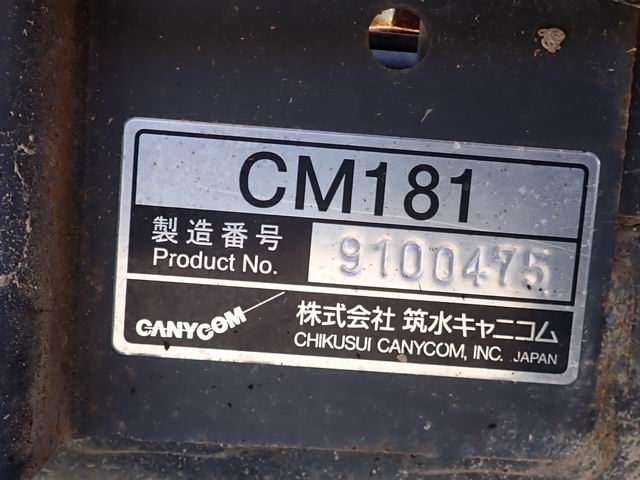 CM181
製造番号
Product No.
9100475
CANYCOM
株式会社 筑水キャニコム
CHIKUSUI CANYCOM, INC. JAPAN